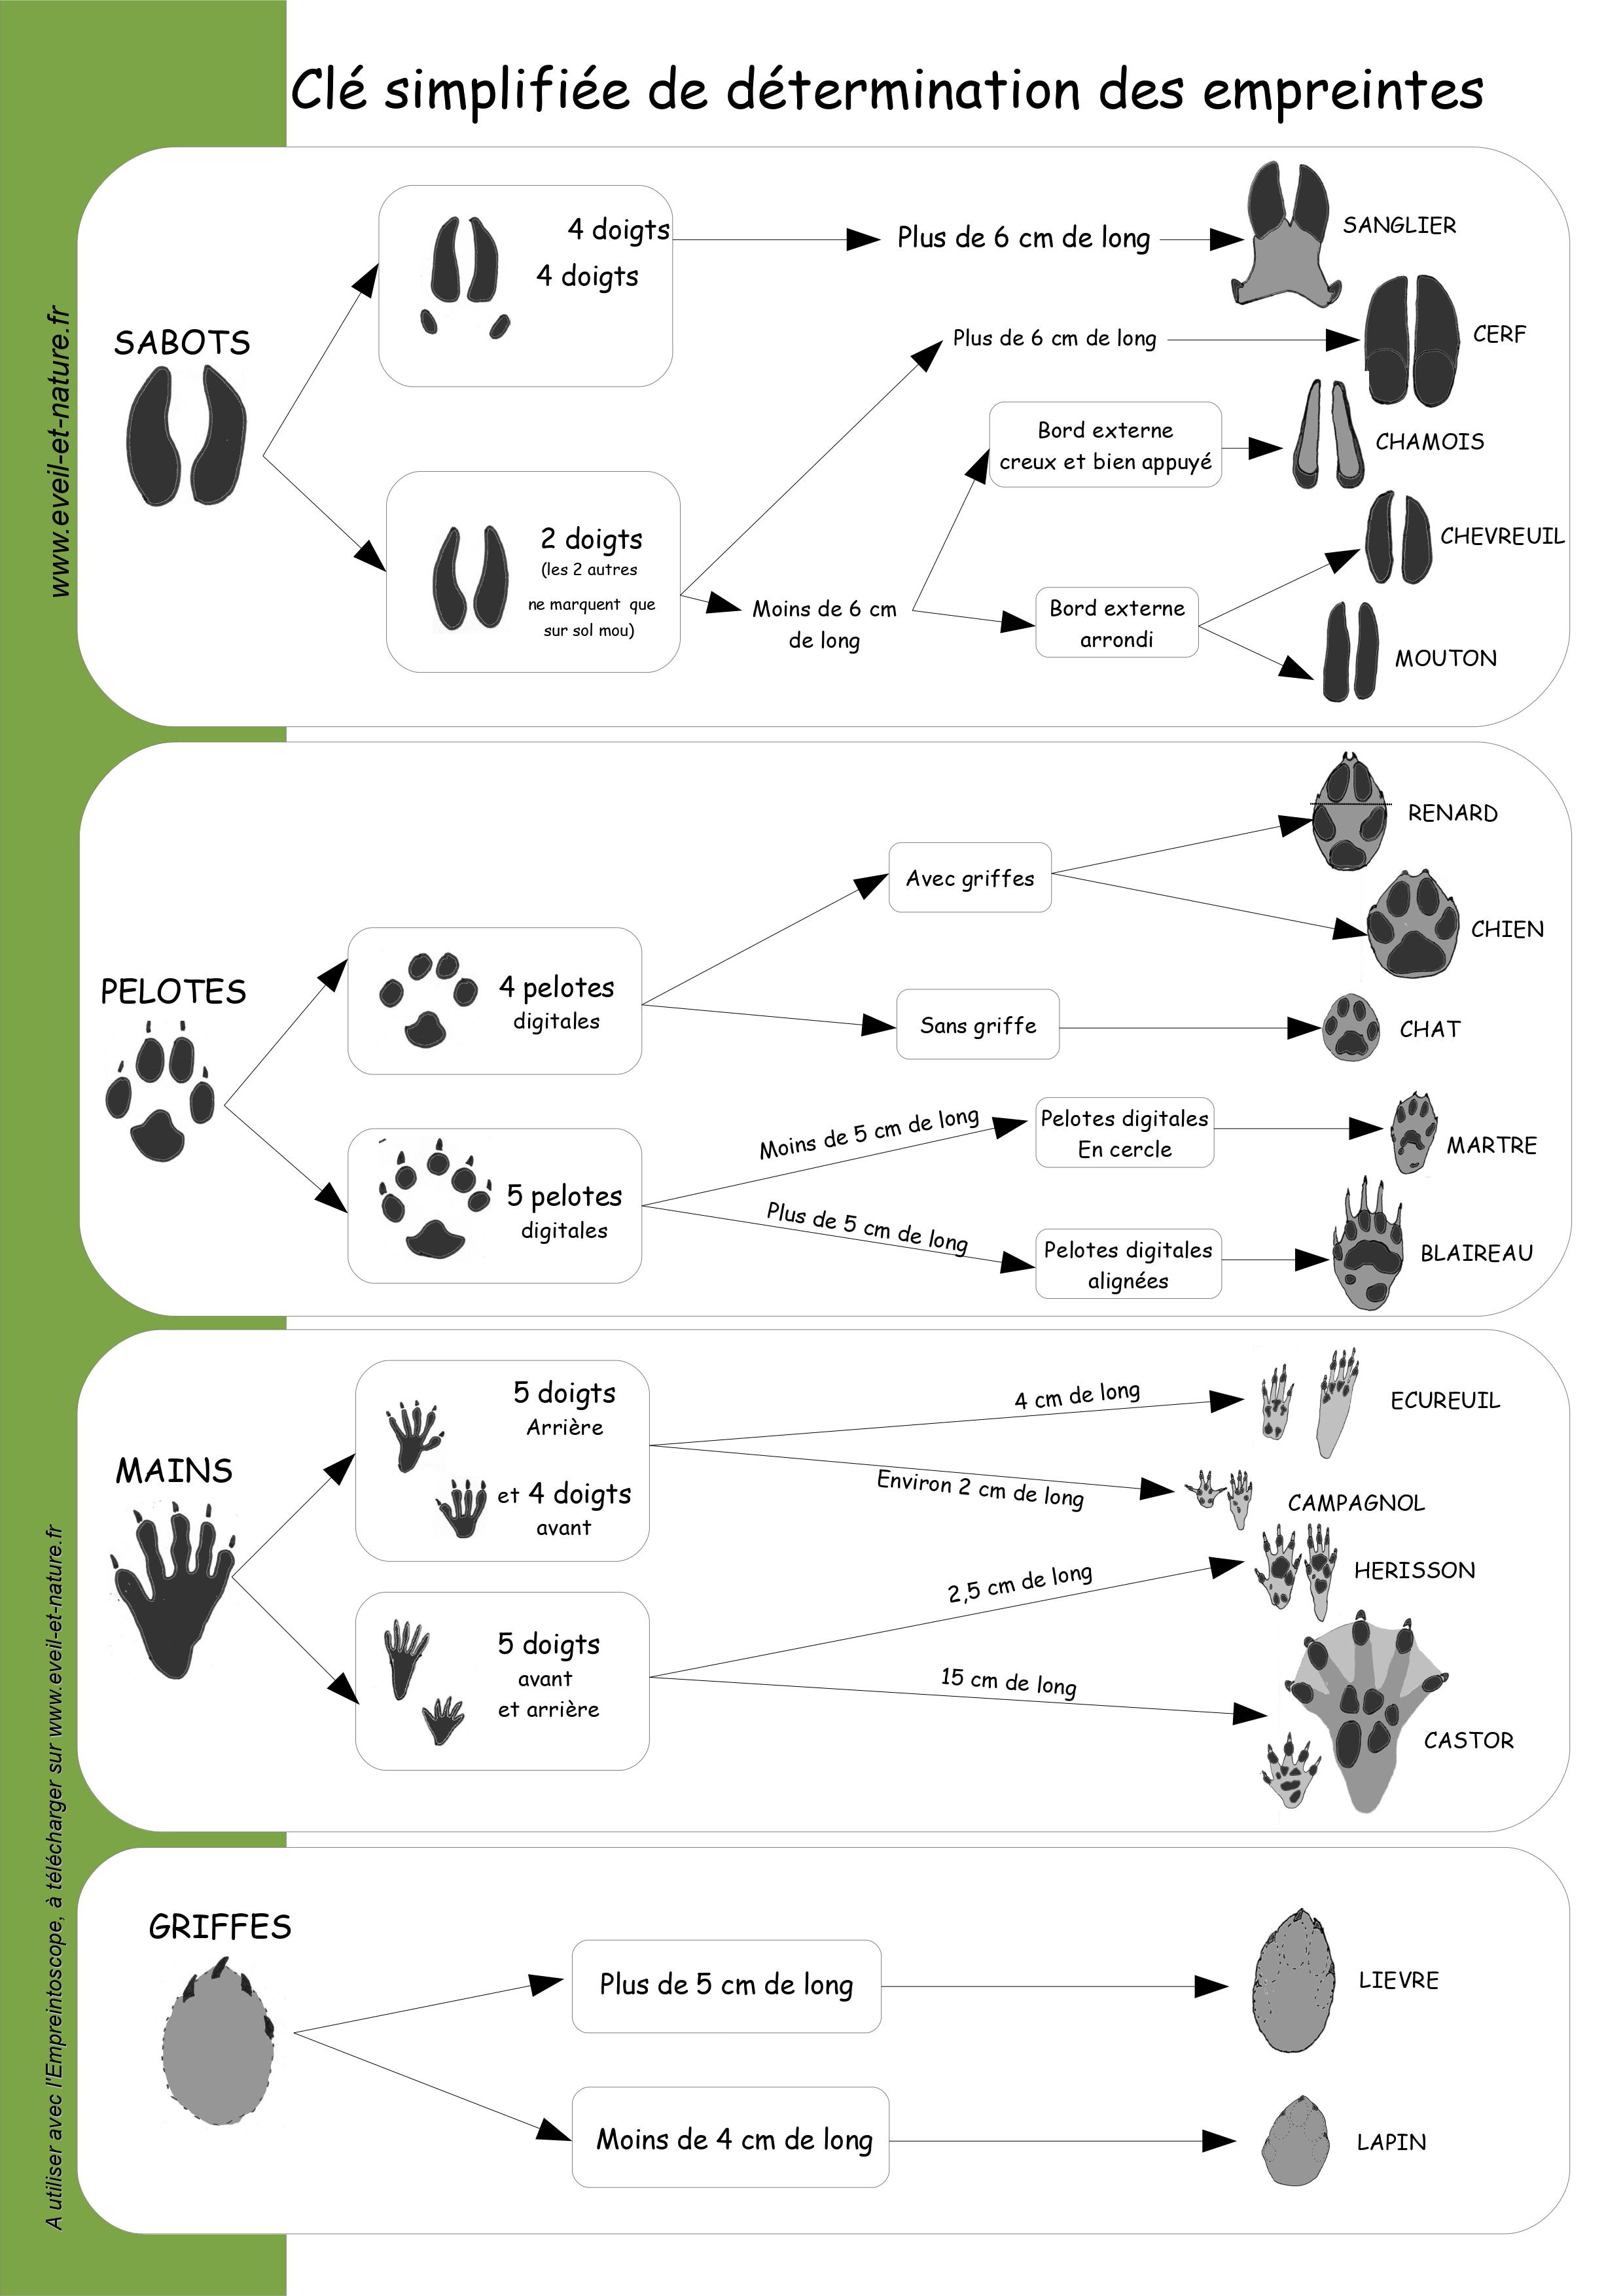 Clé simplifiée de détermination des empreintes
www.eveil-et-nature.fr
SABOTS
4 doigts
4 doigts
Plus de 6 cm de long
SANGLIER
2 doigts
(les 2 autres
ne marquent que
sur sol mou)
Plus de 6 cm de long
CERF
Moins de 6 cm
de long
Bord externe
creux et bien appuyé
CHAMOIS
Bord externe
arrondi
CHEVREUIL
MOUTON
PELOTES
4 pelotes
digitales
Avec griffes
RENARD
CHIEN
Sans griffe
CHAT
5 pelotes
digitales
Moins de 5 cm de long
Pelotes digitales
En cercle
MARTRE
Plus de 5 cm de long
Pelotes digitales
alignées
BLAIREAU
MAINS
5 doigts
Arrière
et 4 doigts
avant
4 cm de long
ECUREUIL
Environ 2 cm de long
CAMPAGNOL
5 doigts
avant
et arrière
2,5 cm de long
HERISSON
15 cm de long
CASTOR
GRIFFES
Plus de 5 cm de long
LIEVRE
Moins de 4 cm de long
LAPIN
A utiliser avec l'Empreintoscope, à télécharger sur www.eveil-et-nature.fr